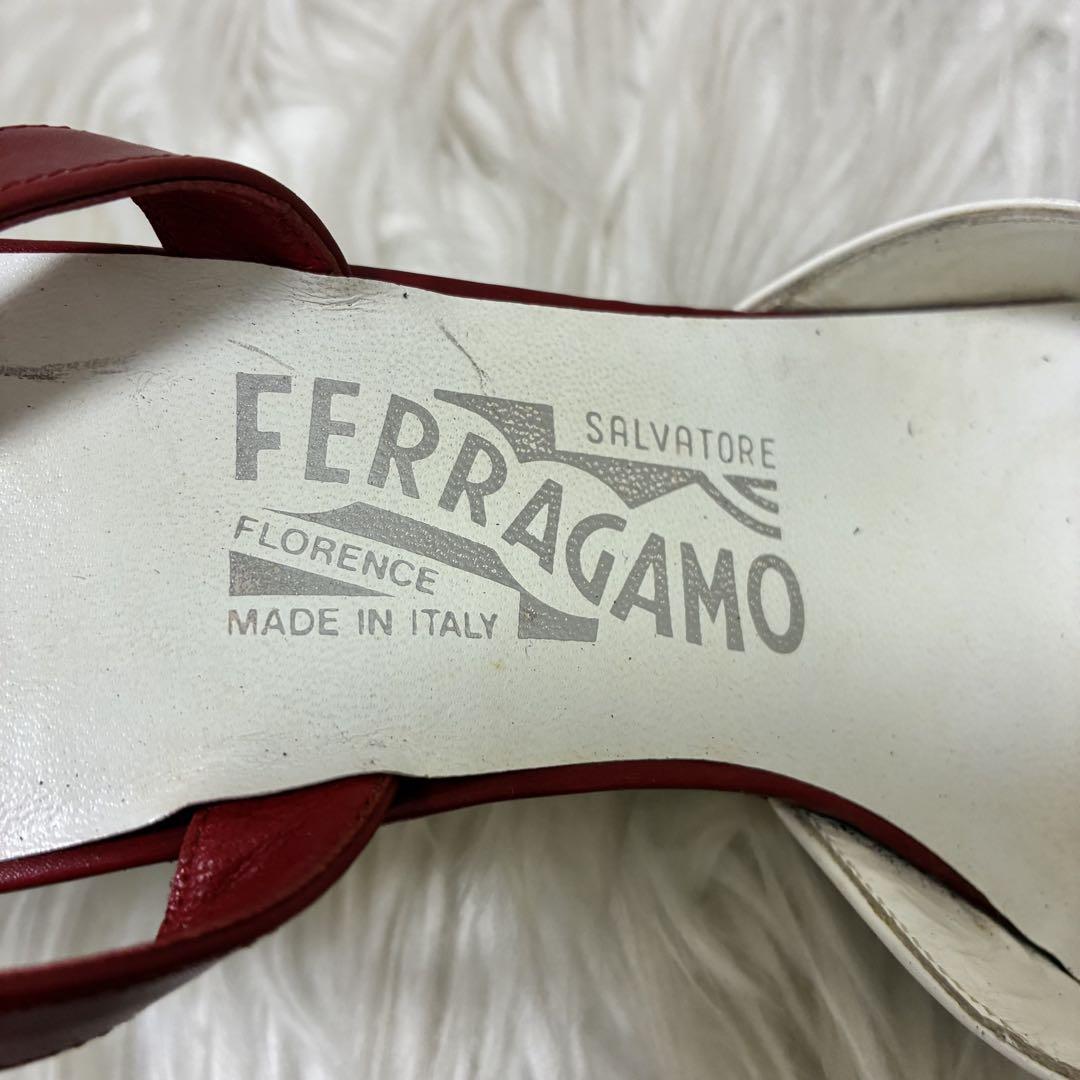 SALVATORE
FERRAGAMO
FLORENCE
MADE IN ITALY